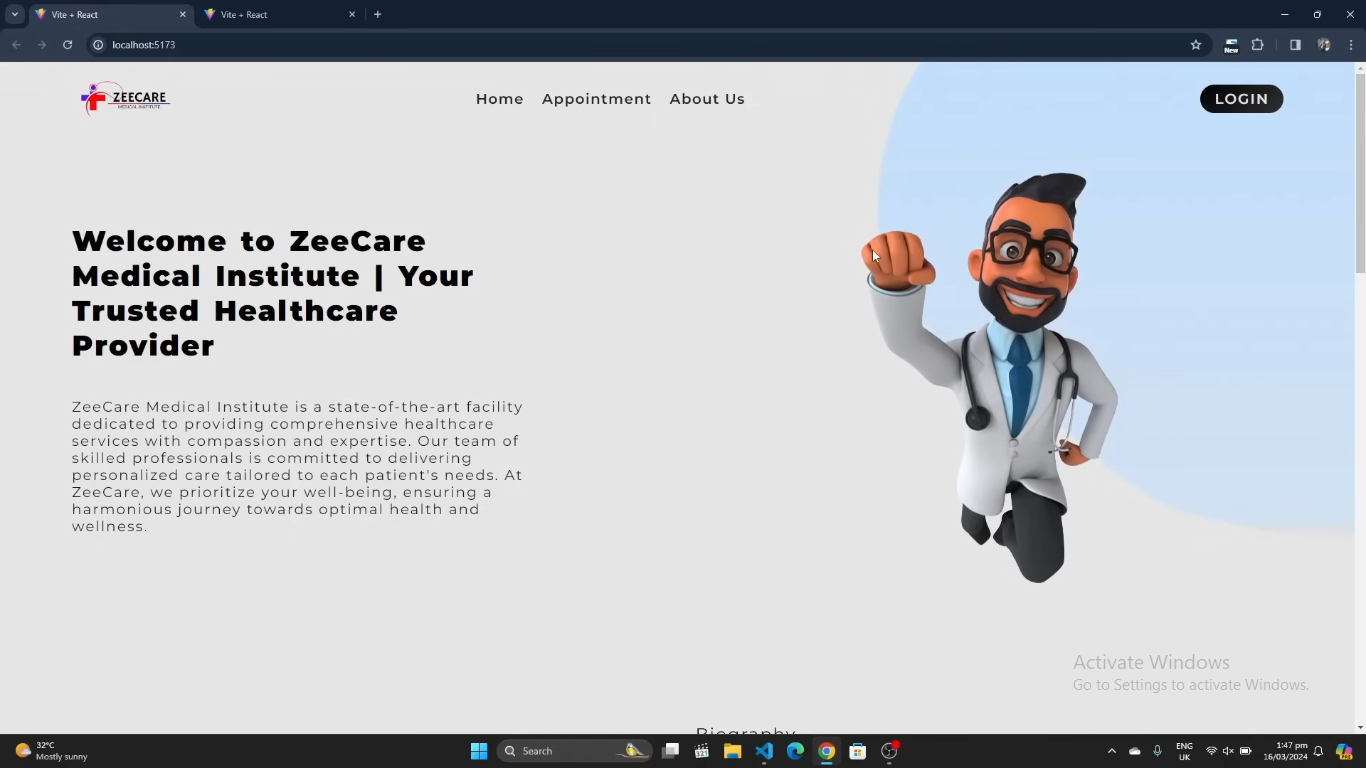 Vite + React
Vite + React
localhost:5173
New
ZEECARE
MEDICAL INSTITUTE
Home
Appointment
About Us
LOGIN
Welcome to ZeeCare
Medical Institute | Your
Trusted Healthcare
Provider
ZeeCare Medical Institute is a state-of-the-art facility
dedicated to providing comprehensive healthcare
services with compassion and expertise. Our team of
skilled professionals is committed to delivering
personalized care tailored to each patient's needs. At
ZeeCare, we prioritize your well-being, ensuring a
harmonious journey towards optimal health and
wellness.
Activate Windows
Go to Settings to activate Windows.
Biography
32°C
Mostly sunny
Search
ENG
UK
1:47 pm
16/03/2024